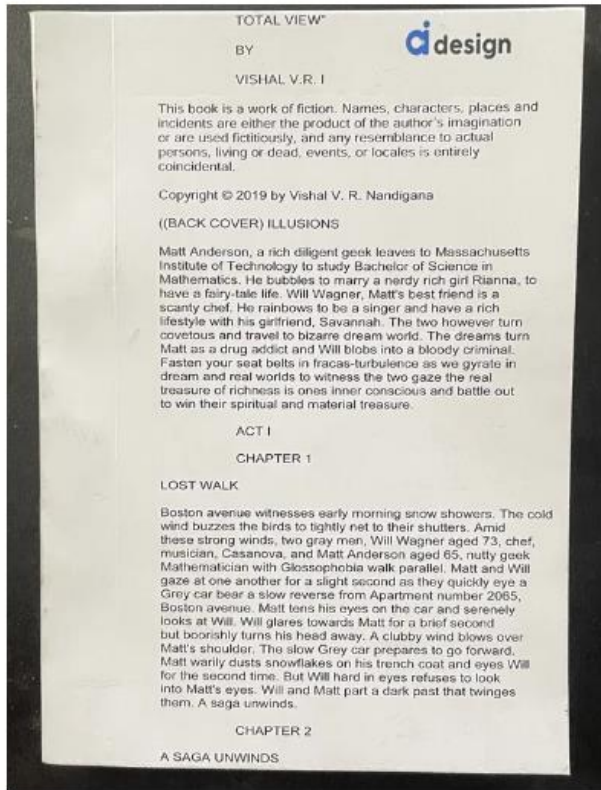 TOTAL VIEW"
ai design
BY
VISHAL V.R. I
This book is a work of fiction. Names, characters, places and
incidents are either the product of the author's imagination
or are used fictitiously, and any resemblance to actual
persons, living or dead, events, or locales is entirely
coincidental.
Copyright © 2019 by Vishal V. R. Nandigana
((BACK COVER) ILLUSIONS
Matt Anderson, a rich diligent geek leaves to Massachusetts
Institute of Technology to study Bachelor of Science in
Mathematics. He bubbles to marry a nerdy rich girl Rianna, to
have a fairy-tale life. Will Wagner, Matt's best friend is a
scanty chef. He rainbows to be a singer and have a rich
lifestyle with his girlfriend, Savannah. The two however turn
covetous and travel to bizarre dream world. The dreams turn
Matt as a drug addict and Will blobs into a bloody criminal.
Fasten your seat belts in fracas-turbulence as we gyrate in
dream and real worlds to witness the two gaze the real
treasure of richness is ones inner conscious and battle out
to win their spiritual and material treasure.
ACT I
CHAPTER 1
LOST WALK
Boston avenue witnesses early morning snow showers. The cold
wind buzzes the birds to tightly net to their shutters. Amid
these strong winds, two gray men, Will Wagner aged 73, chef,
musician, Casanova, and Matt Anderson aged 65, nutty geek
Mathematician with Glossophobia walk parallel. Matt and Will
gaze at one another for a slight second as they quickly eye a
Grey car bear a slow reverse from Apartment number 2065,
Boston avenue. Matt tens his eyes on the car and serenely
looks at Will. Will glares towards Matt for a brief second
but boorishly turns his head away. A clubby wind blows over
Matt's shoulder. The slow Grey car prepares to go forward.
Matt warily dusts snowflakes on his trench coat and eyes Will
for the second time. But Will hard in eyes refuses to look
into Matt's eyes. Will and Matt part a dark past that twinges
them. A saga unwinds.
CHAPTER 2
A SAGA UNWINDS